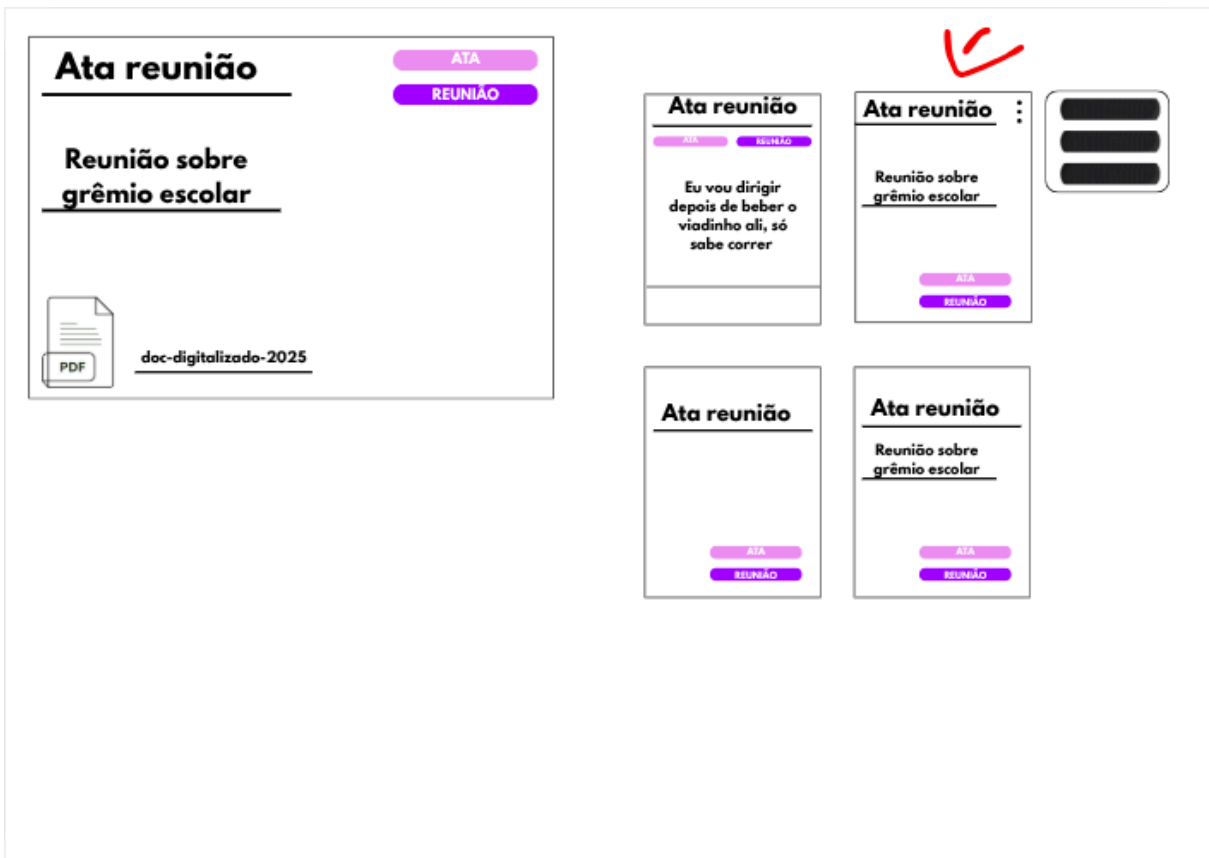 Ata reunião
ATA
REUNIÃO
Reunião sobre
grêmio escolar
PDF
doc-digitalizado-2025
Ata reunião
ATA
REUNIÃO
Eu vou dirigir
depois de beber o
viadinho ali, só
sabe correr
Ata reunião
Reunião sobre
grêmio escolar
ATA
REUNIÃO
Ata reunião
ATA
REUNIÃO
Ata reunião
Reunião sobre
grêmio escolar
ATA
REUNIÃO